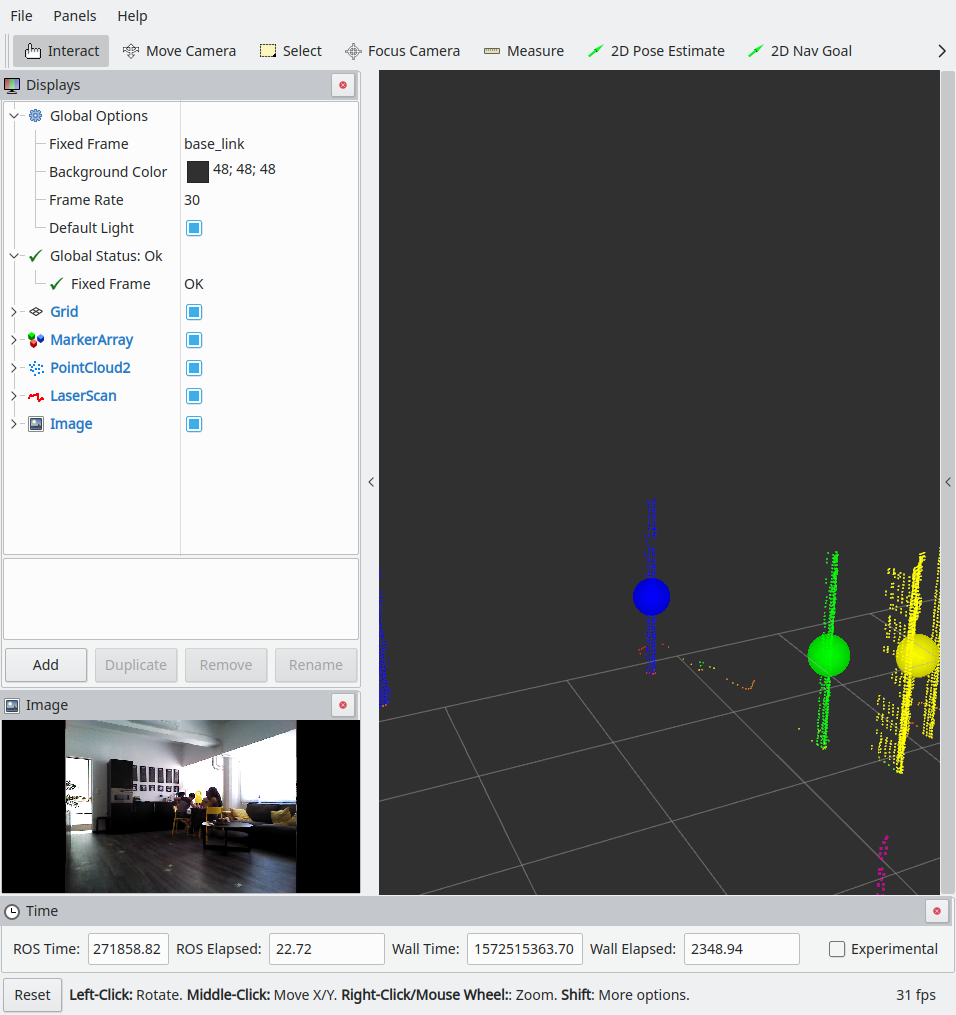 File Panels Help
Interact Move Camera Select Focus Camera Measure 2D Pose Estimate 2D Nav Goal
Displays
Global Options
Fixed Frame base_link
Background Color 48; 48; 48
Frame Rate 30
Default Light
Global Status: Ok
Fixed Frame OK
Grid
MarkerArray
PointCloud2
LaserScan
Image
Add Duplicate Remove Rename
Image
Time
ROS Time: 271858.82 ROS Elapsed: 22.72 Wall Time: 1572515363.70 Wall Elapsed: 2348.94 Experimental
Reset Left-Click: Rotate. Middle-Click: Move X/Y. Right-Click/Mouse Wheel:: Zoom. Shift: More options. 31 fps